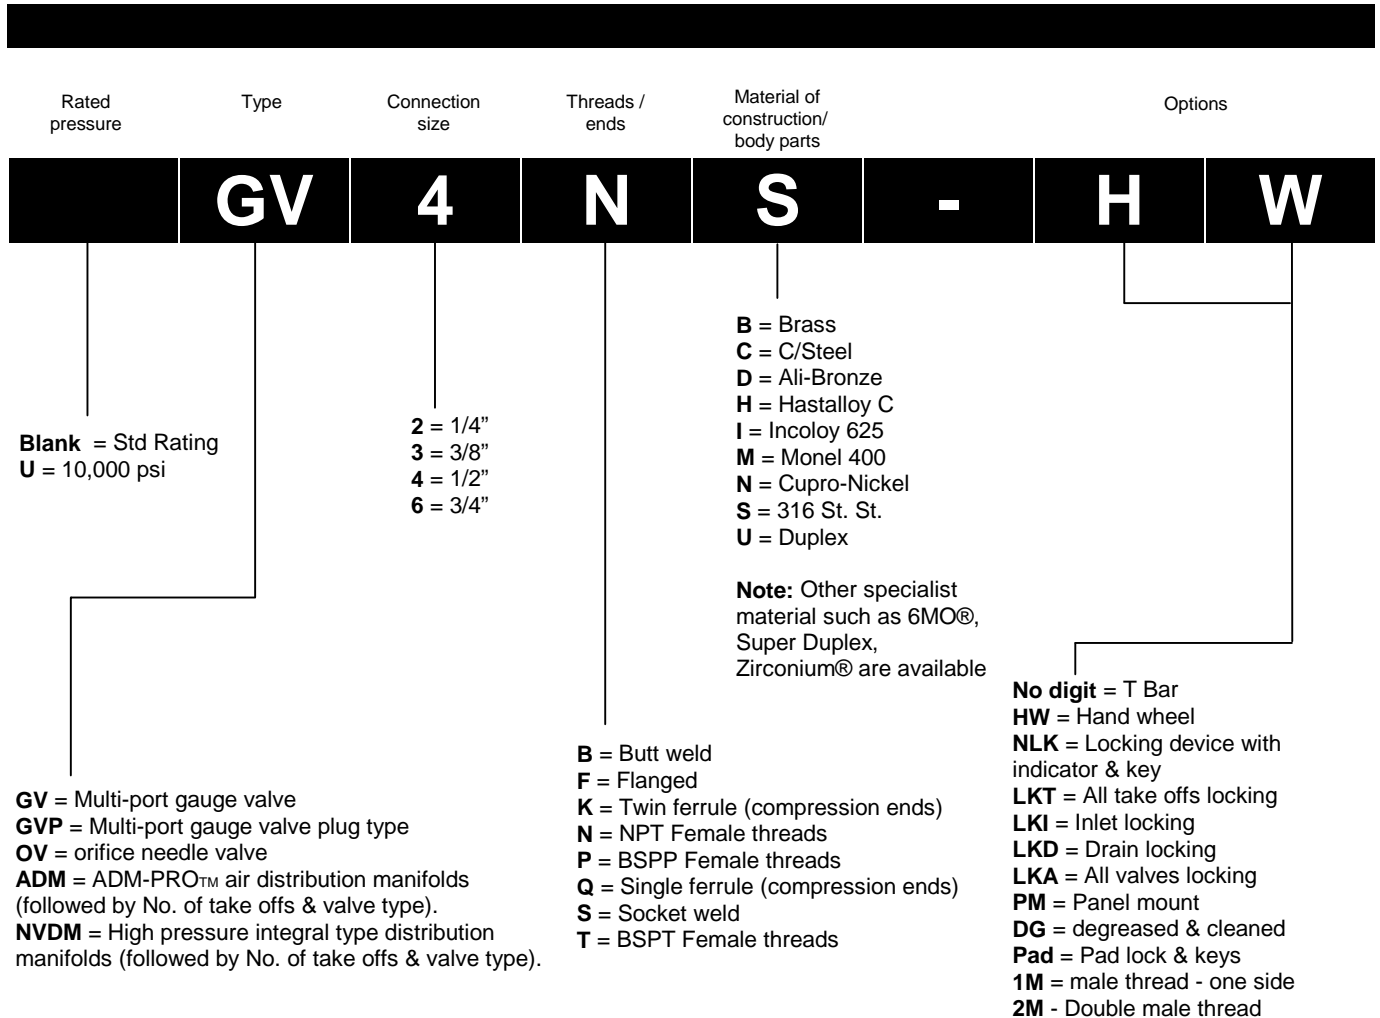 Rated
pressure
Type
Connection
size
Threads /
ends
Material of
construction/
body parts
Options
GV 4 N S - H W
Blank = Std Rating
U = 10,000 psi
2 = 1/4”
3 = 3/8”
4 = 1/2”
6 = 3/4”
B = Brass
C = C/Steel
D = Ali-Bronze
H = Hastalloy C
I = Incoloy 625
M = Monel 400
N = Cupro-Nickel
S = 316 St. St.
U = Duplex
Note: Other specialist
material such as 6MO®,
Super Duplex,
Zirconium® are available
GV = Multi-port gauge valve
GVP = Multi-port gauge valve plug type
OV = orifice needle valve
ADM = ADM-PRO™ air distribution manifolds
(followed by No. of take offs & valve type).
NVDM = High pressure integral type distribution
manifolds (followed by No. of take offs & valve type).
B = Butt weld
F = Flanged
K = Twin ferrule (compression ends)
N = NPT Female threads
P = BSPP Female threads
Q = Single ferrule (compression ends)
S = Socket weld
T = BSPT Female threads
No digit = T Bar
HW = Hand wheel
NLK = Locking device with
indicator & key
LKT = All take offs locking
LKI = Inlet locking
LKD = Drain locking
LKA = All valves locking
PM = Panel mount
DG = degreased & cleaned
Pad = Pad lock & keys
1M = male thread - one side
2M - Double male thread